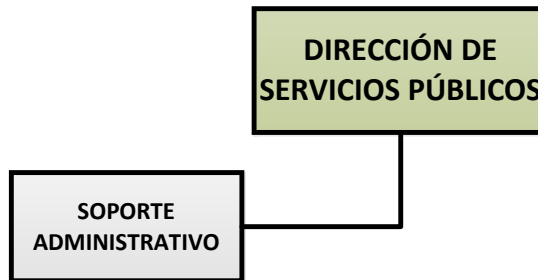 DIRECCIÓN DE
SERVICIOS PÚBLICOS
SOPORTE
ADMINISTRATIVO